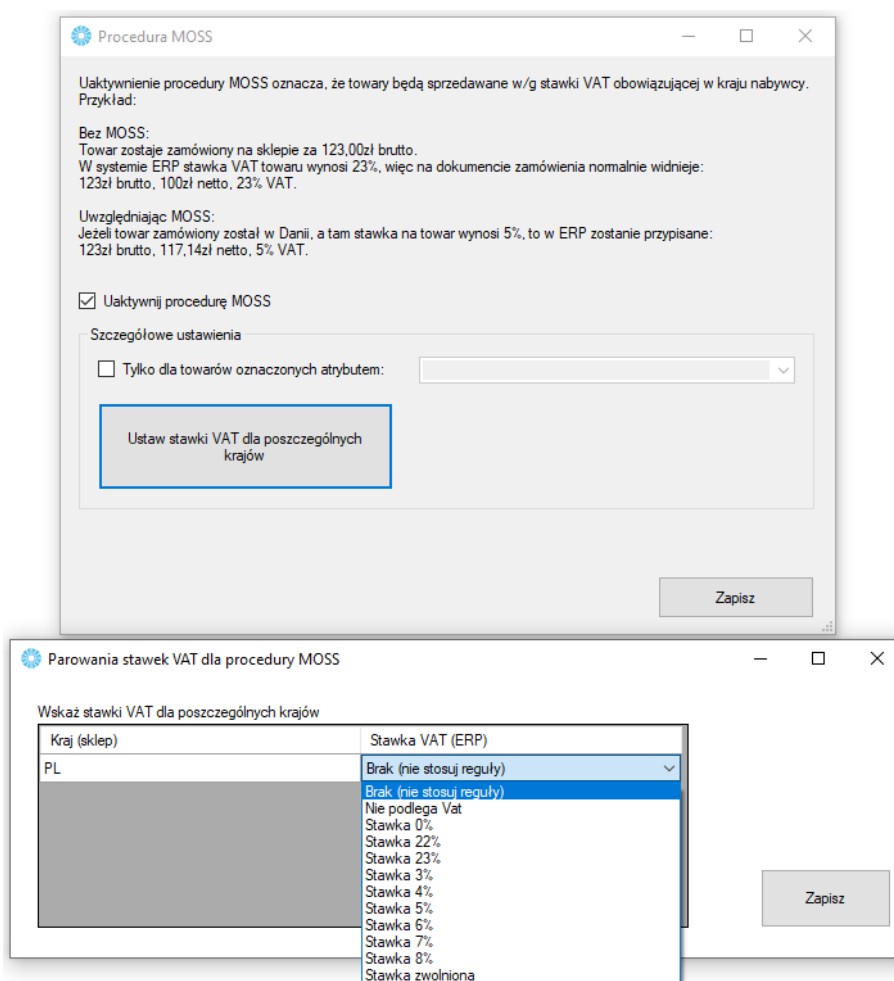 Procedura MOSS
Uaktywnienie procedury MOSS oznacza, że towary będą sprzedawane w/g stawki VAT obowiązującej w kraju nabywcy.
Przykład:
Bez MOSS:
Towar zostaje zamówiony na sklepie za 123,00zł brutto.
W systemie ERP stawka VAT towaru wynosi 23%, więc na dokumencie zamówienia normalnie widnieje:
123zł brutto, 100zł netto, 23% VAT.
Uwzględniając MOSS:
Jeżeli towar zamówiony został w Danii, a tam stawka na towar wynosi 5%, to w ERP zostanie przypisane:
123zł brutto, 117,14zł netto, 5% VAT.
Uaktywnij procedurę MOSS
Szczegółowe ustawienia
Tylko dla towarów oznaczonych atrybutem:
Ustaw stawki VAT dla poszczególnych
krajów
Zapisz
Parowania stawek VAT dla procedury MOSS
Wskaż stawki VAT dla poszczególnych krajów
Kraj (sklep) Stawka VAT (ERP)
PL Brak (nie stosuj reguły)
Brak (nie stosuj reguły)
Nie podlega Vat
Stawka 0%
Stawka 22%
Stawka 23%
Stawka 3%
Stawka 4%
Stawka 5%
Stawka 6%
Stawka 7%
Stawka 8%
Stawka zwolniona
Zapisz